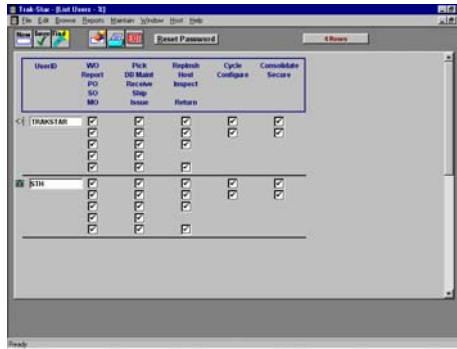 Trak-Star - [List Users - X]
File Edit Browse Reports Maintain Window Host Help
New Save Find Reset Password 4 Rows
UserID WO Pick Replnsh Cycle Consolidate
Report DB Maint Host Configure Secure
PO Receive Inspect
SO Ship
MO Issue Return
TRAKSTAR
STH
Ready